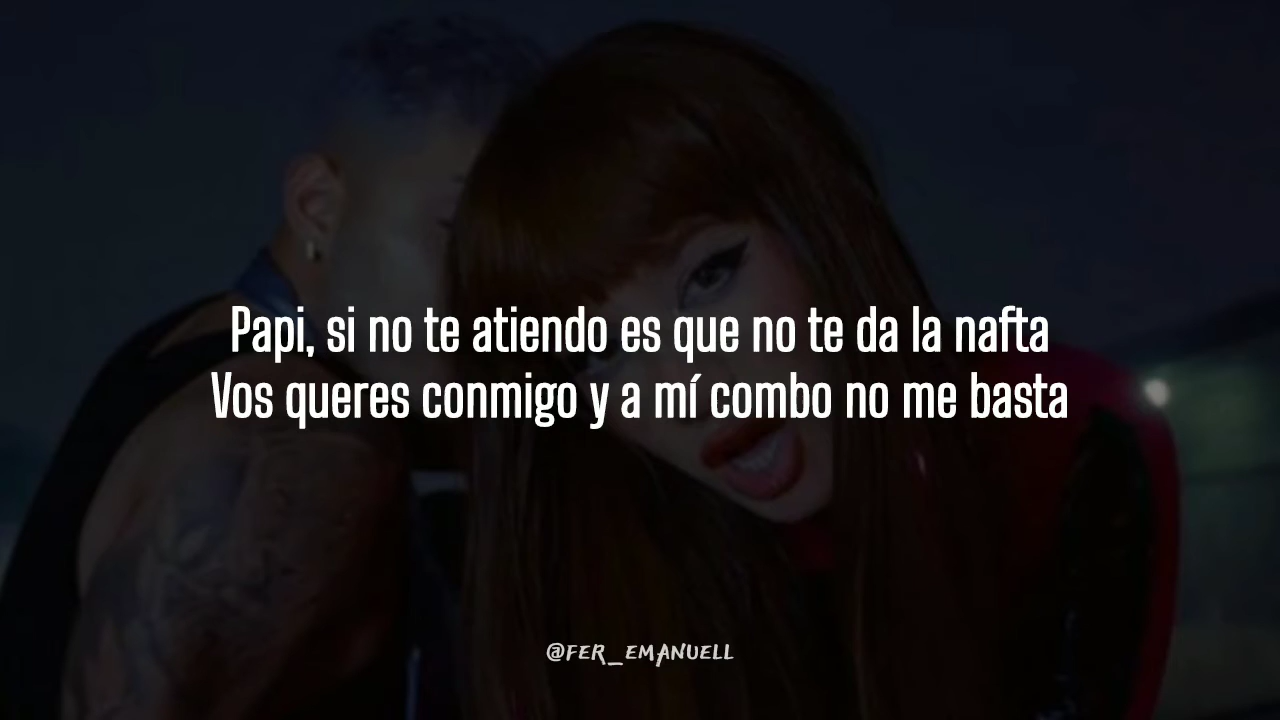 Papi, si no te atiendo es que no te da la nafta
Vos queres conmigo y a mí combo no me basta
@FER_EMANUELL